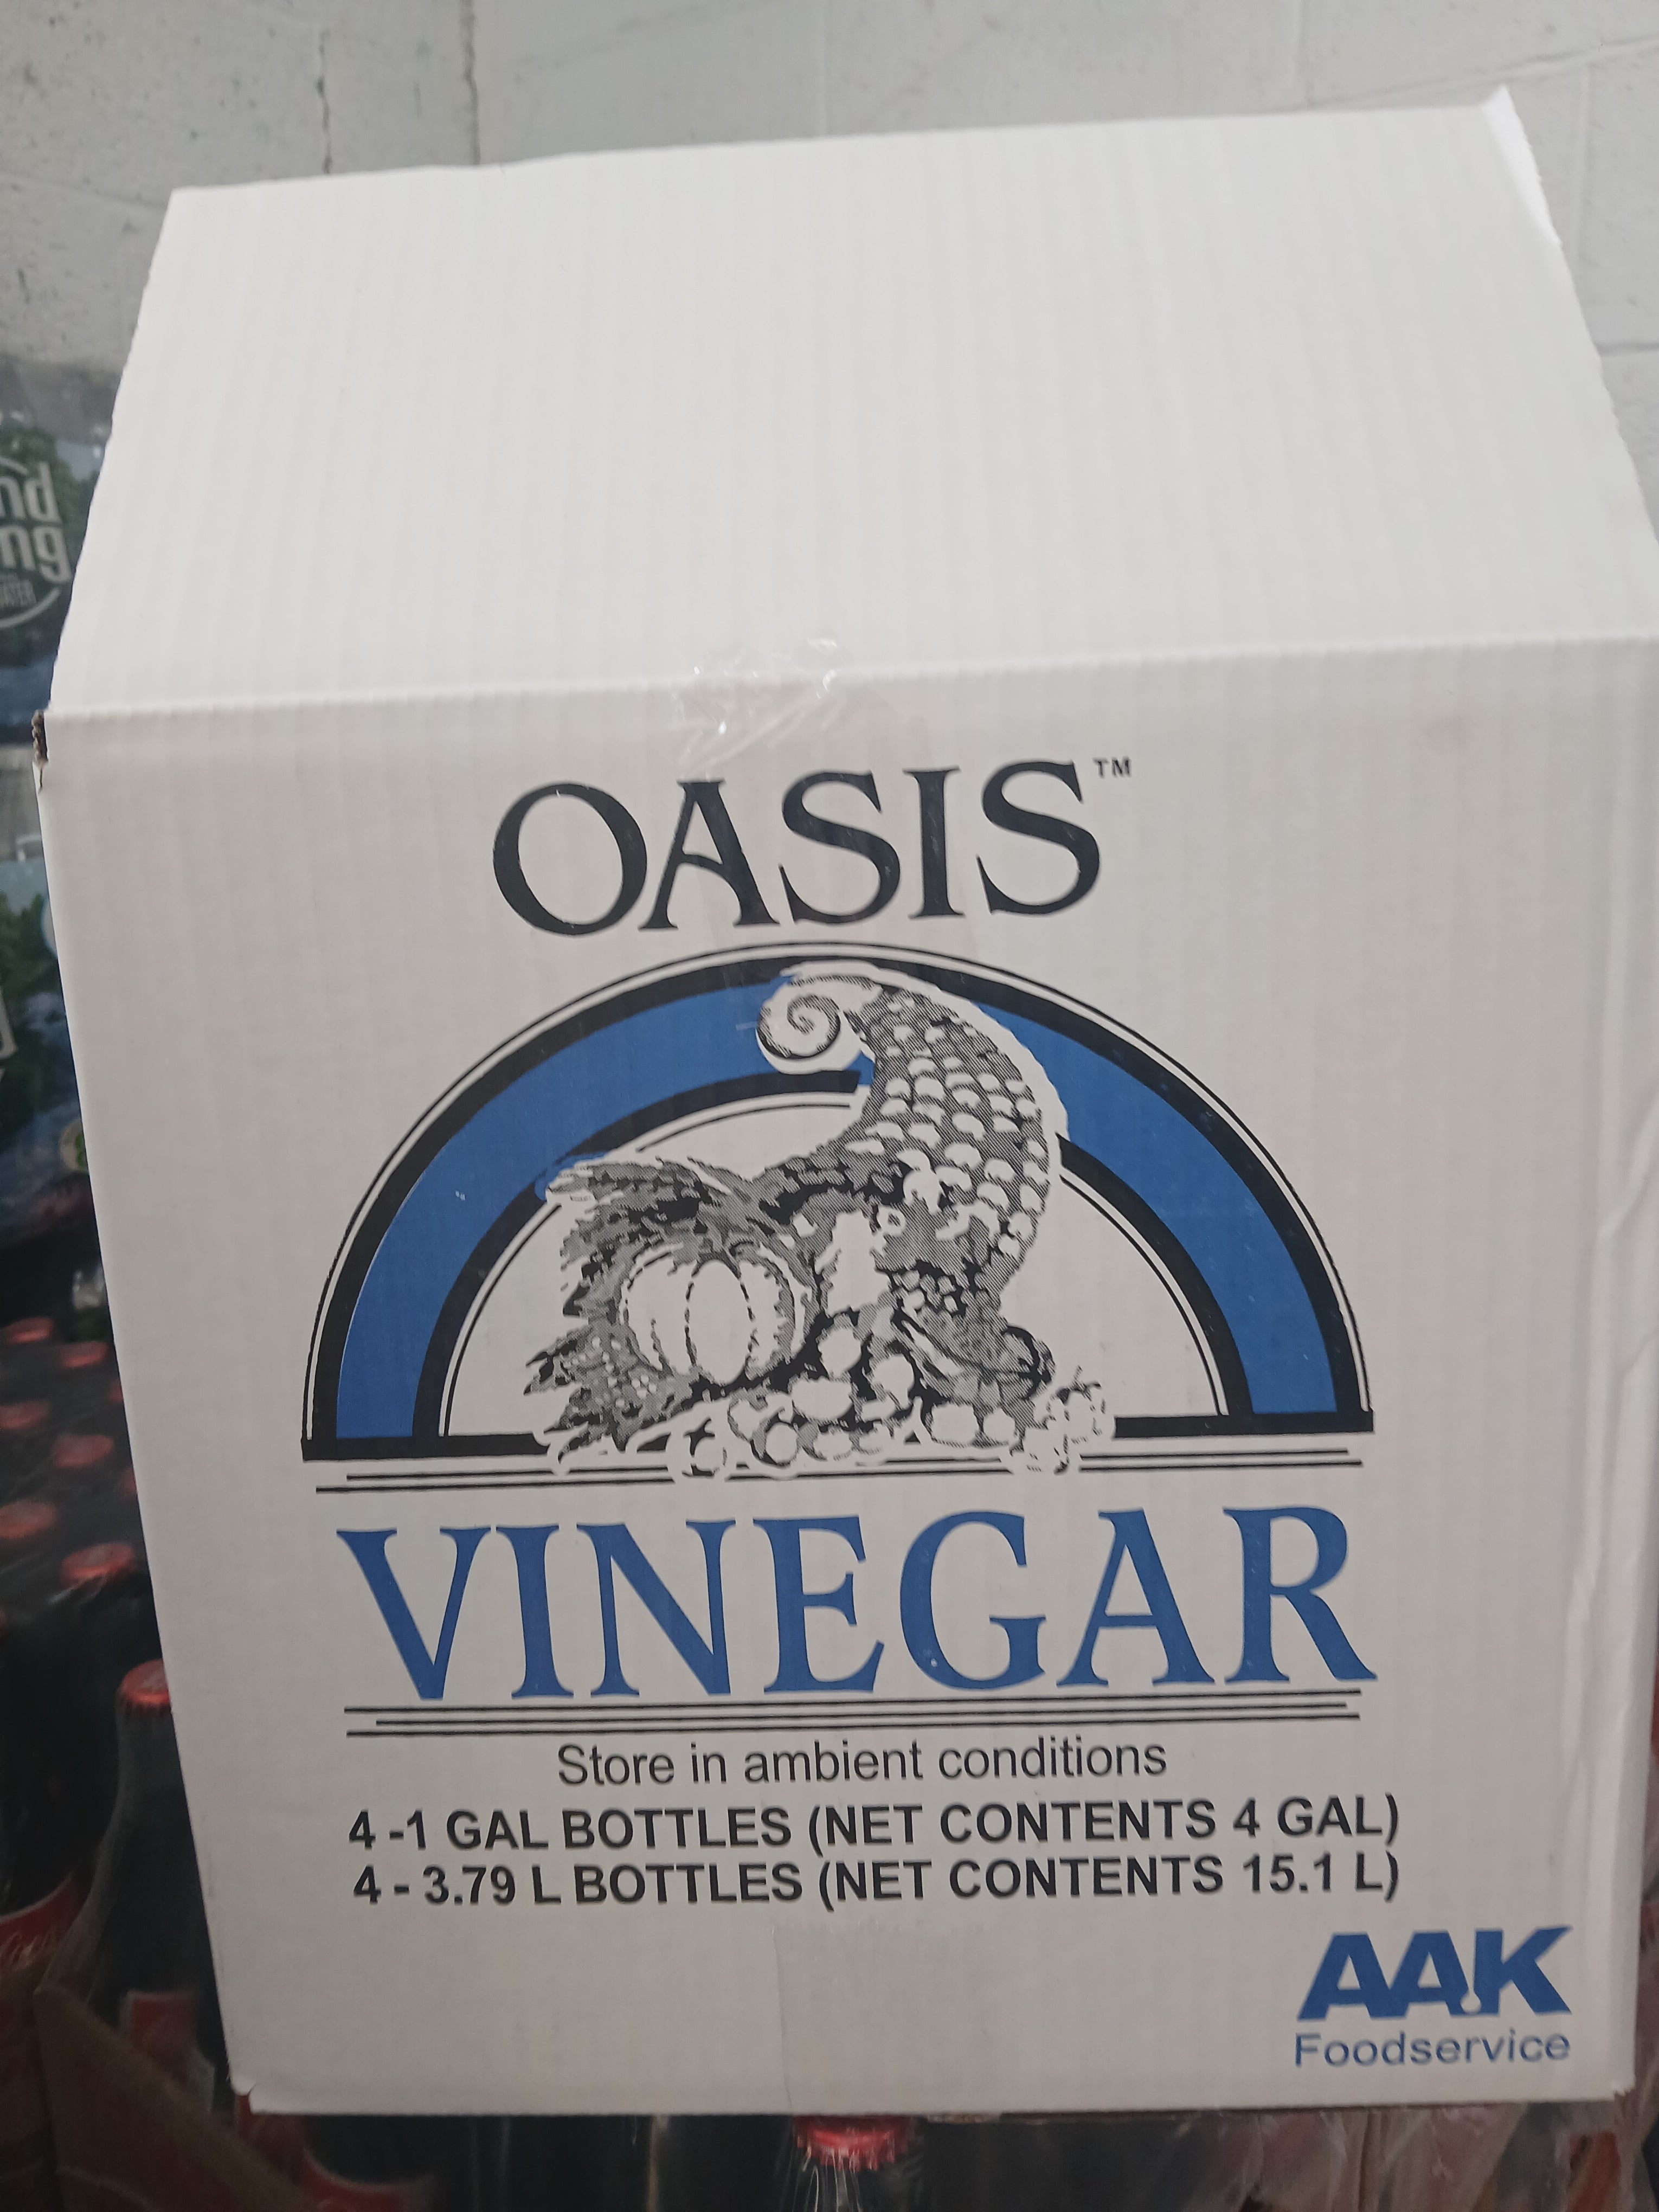 OASIS™
VINEGAR
Store in ambient conditions
4 -1 GAL BOTTLES (NET CONTENTS 4 GAL)
4 - 3.79 L BOTTLES (NET CONTENTS 15.1 L)
AAK
Foodservice